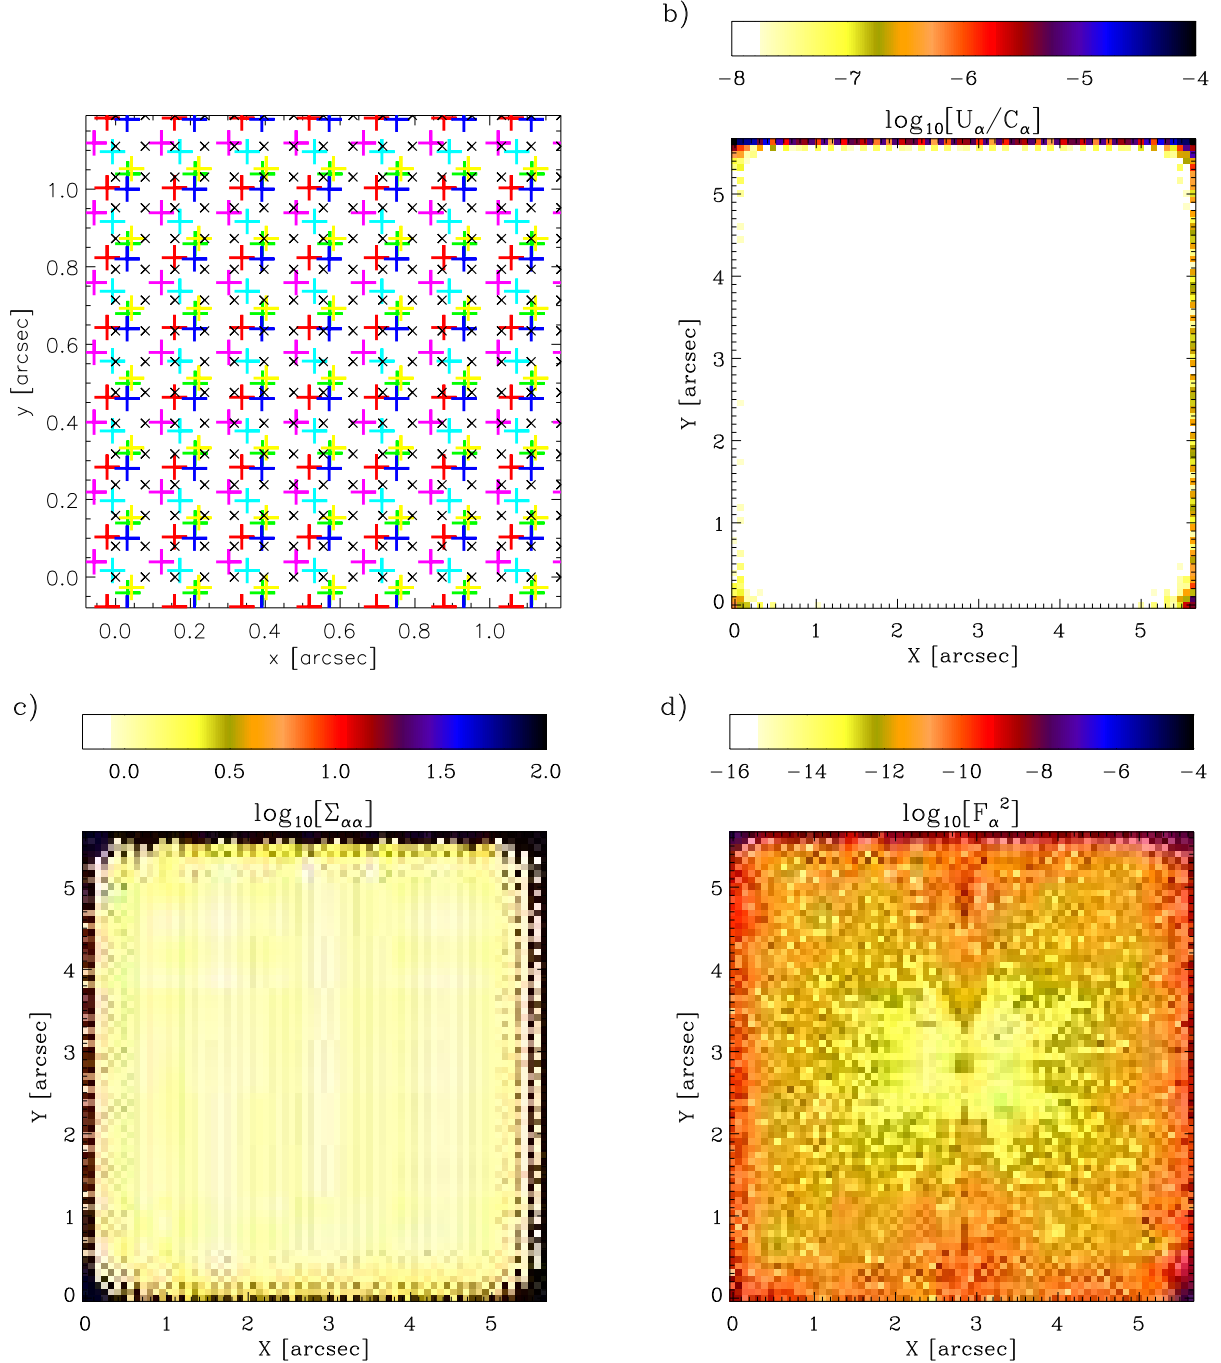 b)
−8 −7 −6 −5 −4
log₁₀[U_α/C_α]
1.0
0.8
0.6
0.4
0.2
0.0
y [arcsec]
0.0 0.2 0.4 0.6 0.8 1.0
x [arcsec]
5
4
3
2
1
0
Y [arcsec]
0 1 2 3 4 5
X [arcsec]
c)
0.0 0.5 1.0 1.5 2.0
log₁₀[Σ_αα]
5
4
3
2
1
0
Y [arcsec]
0 1 2 3 4 5
X [arcsec]
d)
−16 −14 −12 −10 −8 −6 −4
log₁₀[F_α²]
5
4
3
2
1
0
Y [arcsec]
0 1 2 3 4 5
X [arcsec]